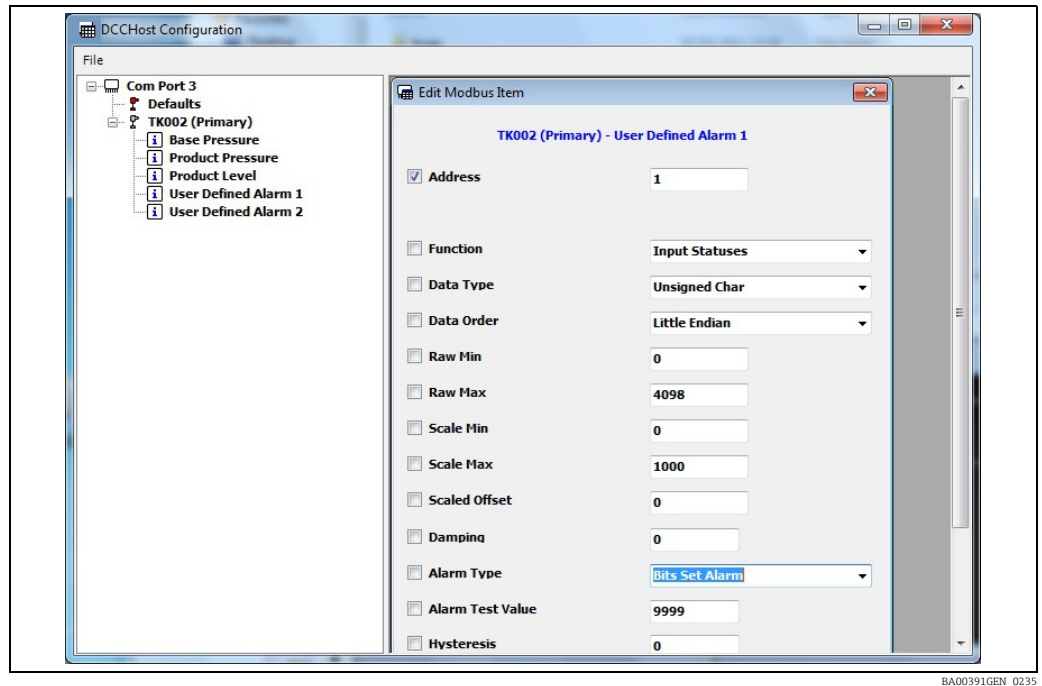 DCCHost Configuration
File
Com Port 3
Defaults
TK002 (Primary)
Base Pressure
Product Pressure
Product Level
User Defined Alarm 1
User Defined Alarm 2
Edit Modbus Item
TK002 (Primary) - User Defined Alarm 1
Address 1
Function Input Statuses
Data Type Unsigned Char
Data Order Little Endian
Raw Min 0
Raw Max 4098
Scale Min 0
Scale Max 1000
Scaled Offset 0
Damping 0
Alarm Type Bits Set Alarm
Alarm Test Value 9999
Hysteresis 0
BA00391GEN_0235